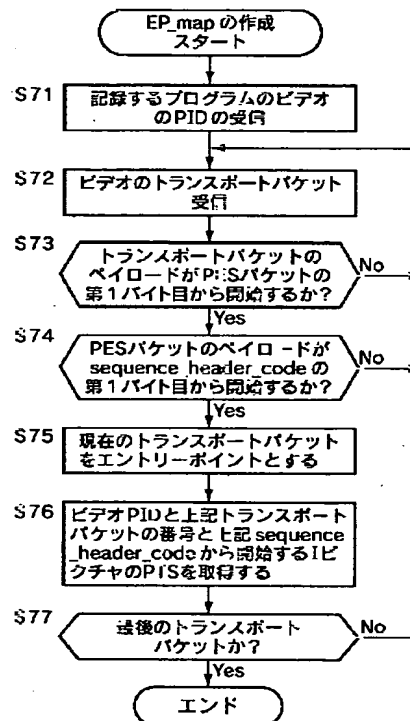 EP_mapの作成
スタート
S71
記録するプログラムのビデオ
のPIDの受信
S72
ビデオのトランスポートパケット
受信
S73
トランスポートパケットの
ペイロードがPESパケットの
第1バイト目から開始するか?
No
Yes
S74
PESパケットのペイロードが
sequence_header_codeの
第1バイト目から開始するか?
No
Yes
S75
現在のトランスポートパケット
をエントリーポイントとする
S76
ビデオPIDと上記トランスポート
パケットの番号と上記sequence
_header_codeから開始するIピ
クチャのPTSを取得する
S77
最後のトランスポート
パケットか?
No
Yes
エンド